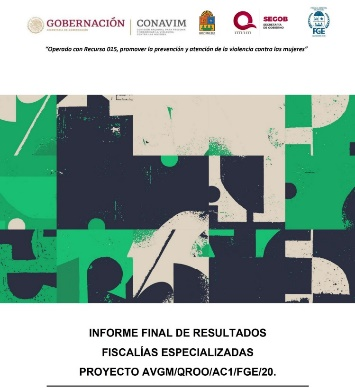 GOBERNACIÓN
CONAVIM
SEGOB
FGE
"Operado con Recurso 015, promover la prevención y atención de la violencia contra las mujeres"
INFORME FINAL DE RESULTADOS
FISCALÍAS ESPECIALIZADAS
PROYECTO AVGM/QROO/AC1/FGE/20.